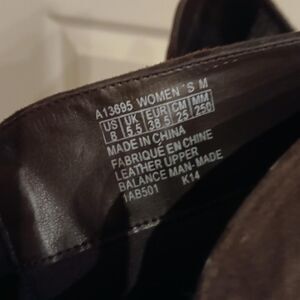 A13695 WOMEN'S M
US UK EUR CM MM
8 5.5 38.5 25 250
MADE IN CHINA
FABRIQUÉ EN CHINE
LEATHER UPPER
BALANCE MAN-MADE
1AB501 K14